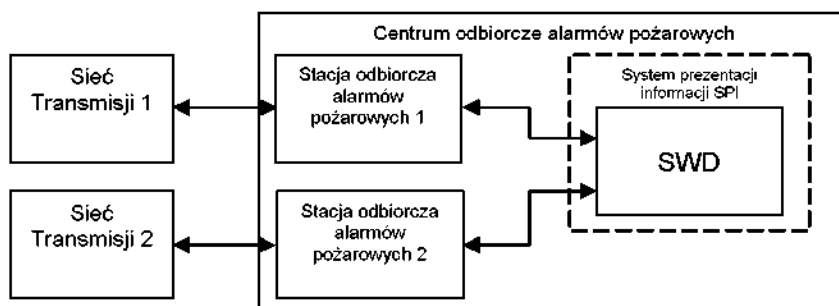 Centrum odbiorcze alarmów pożarowych
Sieć
Transmisji 1
Stacja odbiorcza
alarmów
pożarowych 1
System prezentacji
informacji SPI
SWD
Sieć
Transmisji 2
Stacja odbiorcza
alarmów
pożarowych 2